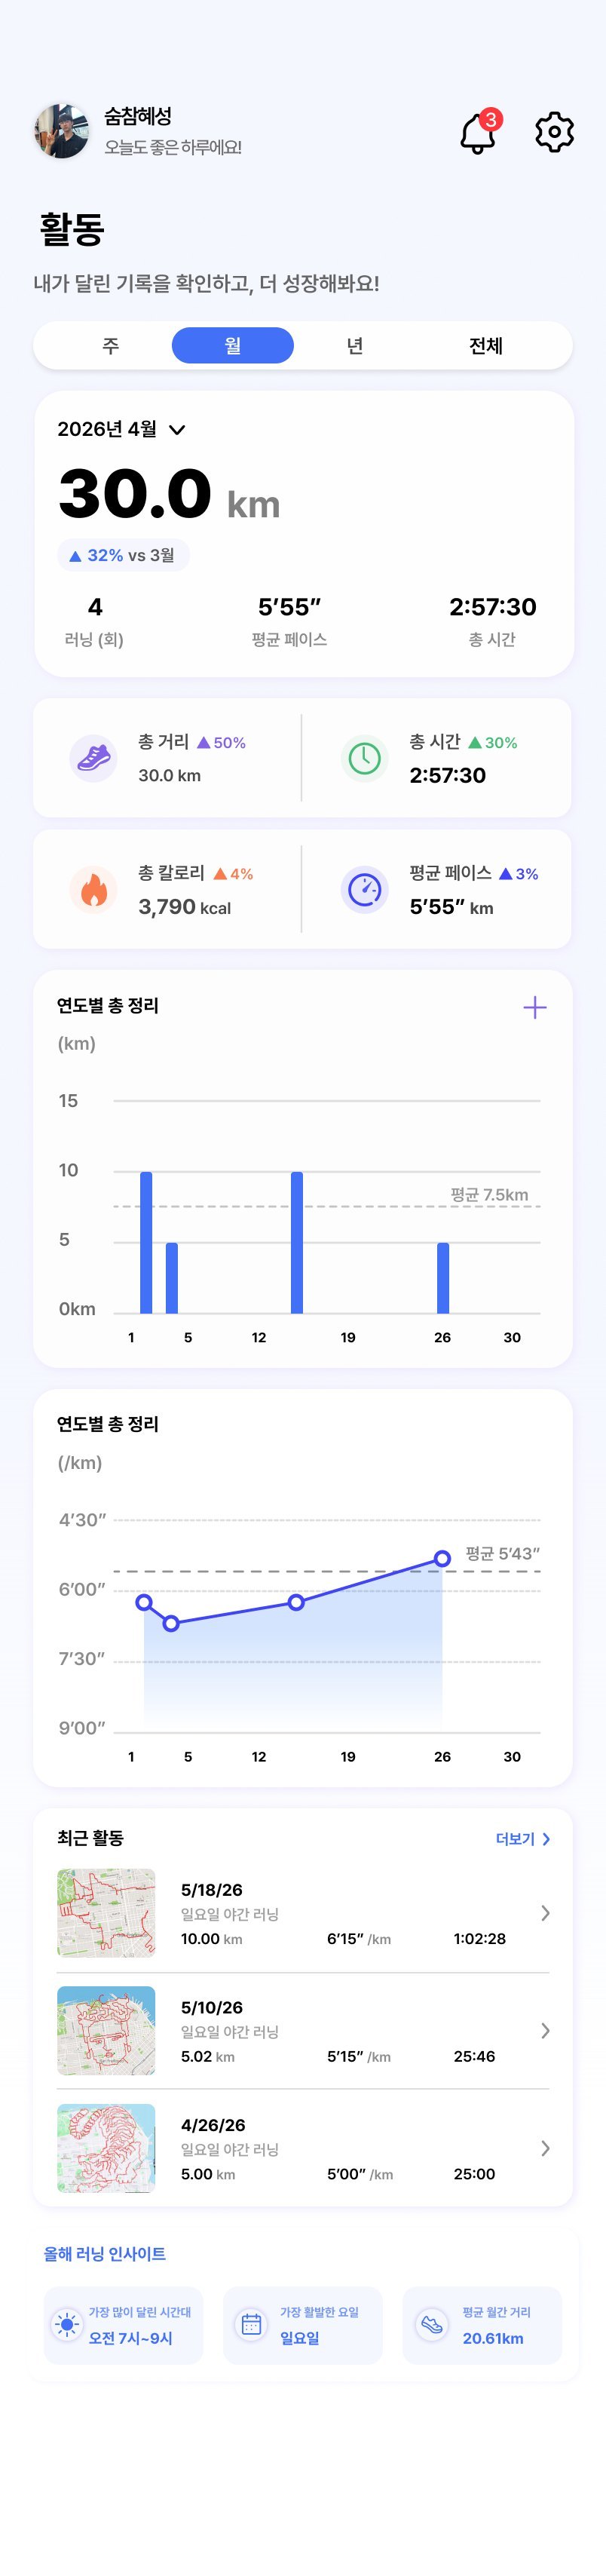 숨참혜성
3
오늘도 좋은 하루에요!
활동
내가 달린 기록을 확인하고, 더 성장해봐요!
주 월 년 전체
2026년 4월
30.0 km
▲ 32% vs 3월
4 5’55” 2:57:30
러닝 (회) 평균 페이스 총 시간
총 거리 ▲50%
30.0 km
총 시간 ▲30%
2:57:30
총 칼로리 ▲4%
3,790 kcal
평균 페이스 ▲3%
5’55” km
연도별 총 정리
(km)
15
10
평균 7.5km
5
0km
1 5 12 19 26 30
연도별 총 정리
(/km)
4’30”
평균 5’43”
6’00”
7’30”
9’00”
1 5 12 19 26 30
최근 활동 더보기
5/18/26
일요일 야간 러닝
10.00 km 6’15” /km 1:02:28
5/10/26
일요일 야간 러닝
5.02 km 5’15” /km 25:46
4/26/26
일요일 야간 러닝
5.00 km 5’00” /km 25:00
올해 러닝 인사이트
가장 많이 달린 시간대
오전 7시~9시
가장 활발한 요일
일요일
평균 월간 거리
20.61km